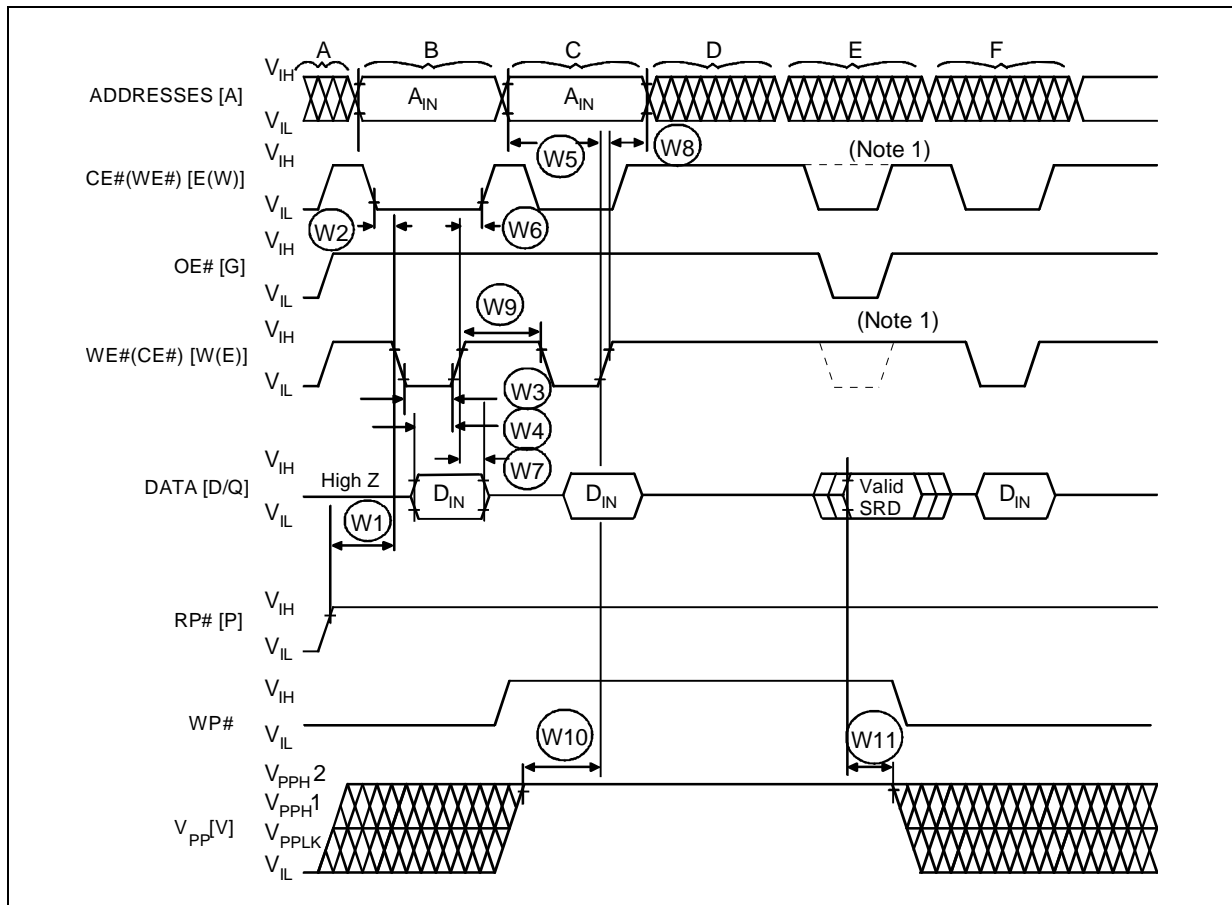 A B C D E F
V_IH
ADDRESSES [A] A_IN A_IN
V_IL
V_IH W5 W8 (Note 1)
CE#(WE#) [E(W)]
V_IL
W2 W6
V_IH
OE# [G]
V_IL
W9
V_IH (Note 1)
WE#(CE#) [W(E)]
V_IL
W3
W4
W7
V_IH High Z
DATA [D/Q] D_IN D_IN Valid SRD D_IN
V_IL
W1
V_IH
RP# [P]
V_IL
V_IH
WP#
V_IL
W10 W11
V_PPH 2
V_PPH 1
V_PP [V] V_PPLK
V_IL